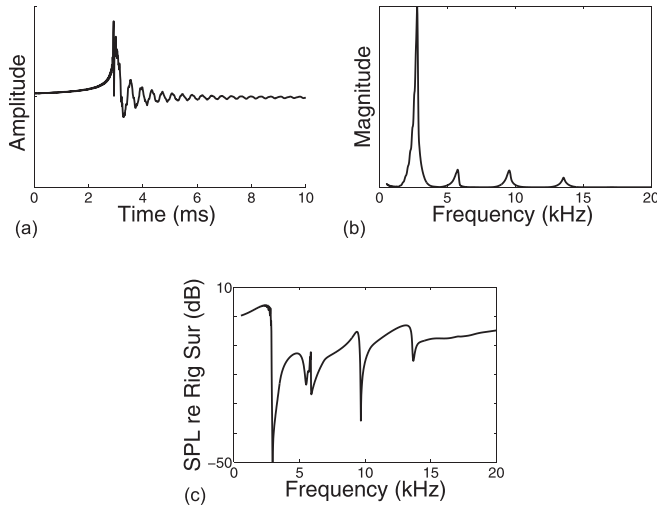 Amplitude
0 2 4 6 8 10
Time (ms)
(a)
Magnitude
0 5 10 15 20
Frequency (kHz)
(b)
SPL re Rig Sur (dB)
10
−50
0 5 10 15 20
Frequency (kHz)
(c)